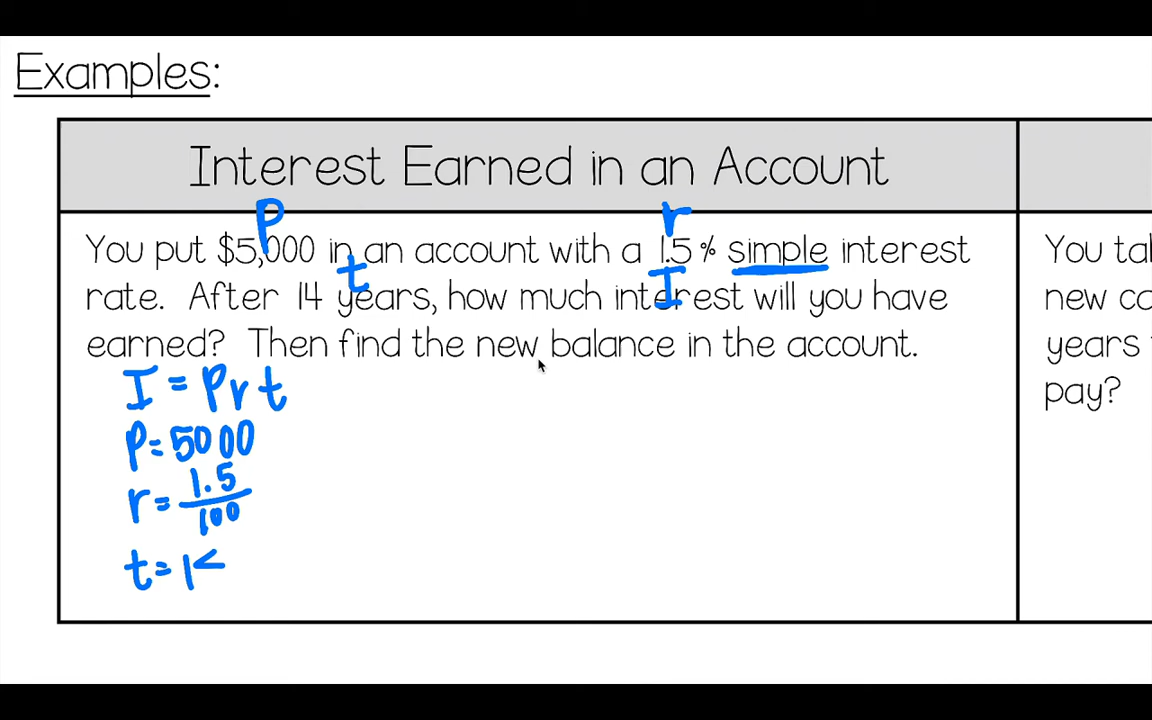 Examples:
Interest Earned in an Account
P r
You put $5,000 in an account with a 1.5% simple interest
t I
rate. After 14 years, how much interest will you have
earned? Then find the new balance in the account.
I = Prt
P = 5000
r = 1.5/100
t = 1
You
new
years
pay?